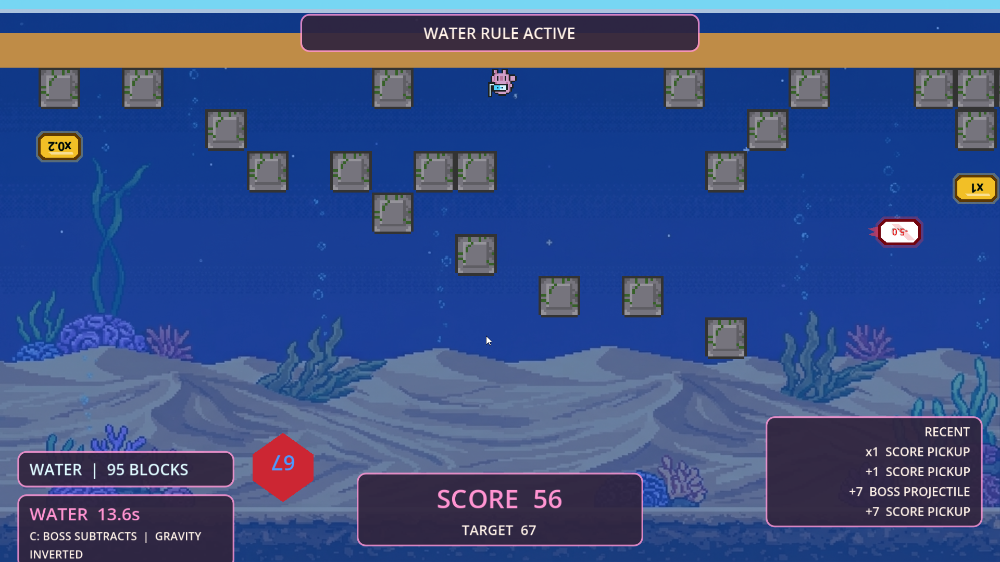 WATER RULE ACTIVE
x0.2
x1
-5.0
67
WATER | 95 BLOCKS
WATER 13.6s
C: BOSS SUBTRACTS | GRAVITY
INVERTED
SCORE 56
TARGET 67
RECENT
x1 SCORE PICKUP
+1 SCORE PICKUP
+7 BOSS PROJECTILE
+7 SCORE PICKUP